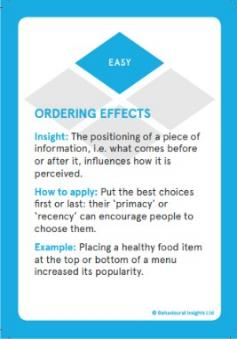 EASY
ORDERING EFFECTS
Insight: The positioning of a piece of
information, i.e. what comes before
or after it, influences how it is
perceived.
How to apply: Put the best choices
first or last: their ‘primacy’ or
‘recency’ can encourage people to
choose them.
Example: Placing a healthy food item
at the top or bottom of a menu
increased its popularity.
© Behavioural Insights Ltd